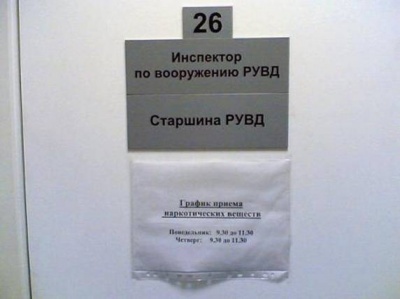 26
Инспектор
по вооружению РУВД
Старшина РУВД
График приема
наркотических веществ
Понедельник: 9,30 до 11,30
Четверг: 9,30 до 11,30